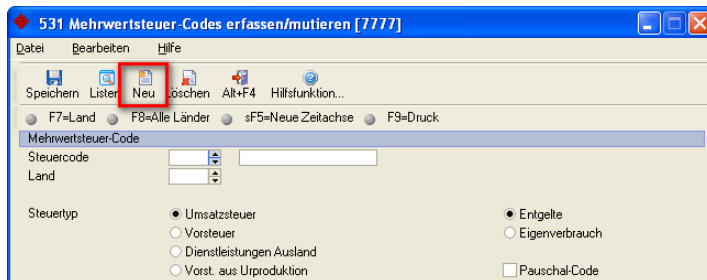 531 Mehrwertsteuer-Codes erfassen/mutieren [7777]
Datei Bearbeiten Hilfe
Speichern Listen Neu Löschen Alt+F4 Hilfsfunktion...
F7=Land F8=Alle Länder sF5=Neue Zeitachse F9=Druck
Mehrwertsteuer-Code
Steuercode
Land
Steuertyp Umsatzsteuer Entgelte
Vorsteuer Eigenverbrauch
Dienstleistungen Ausland
Vorst. aus Urproduktion Pauschal-Code